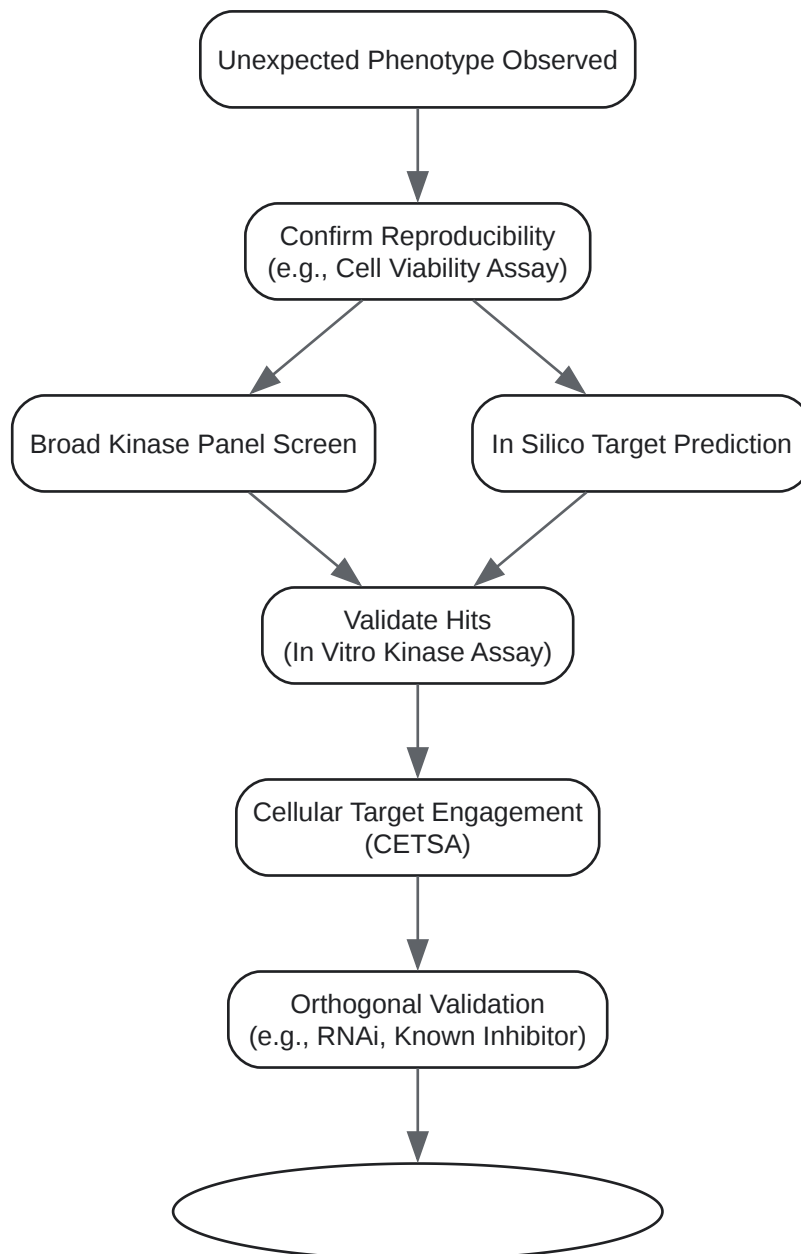 Unexpected Phenotype Observed
Confirm Reproducibility
(e.g., Cell Viability Assay)
Broad Kinase Panel Screen
In Silico Target Prediction
Validate Hits
(In Vitro Kinase Assay)
Cellular Target Engagement
(CETSA)
Orthogonal Validation
(e.g., RNAi, Known Inhibitor)